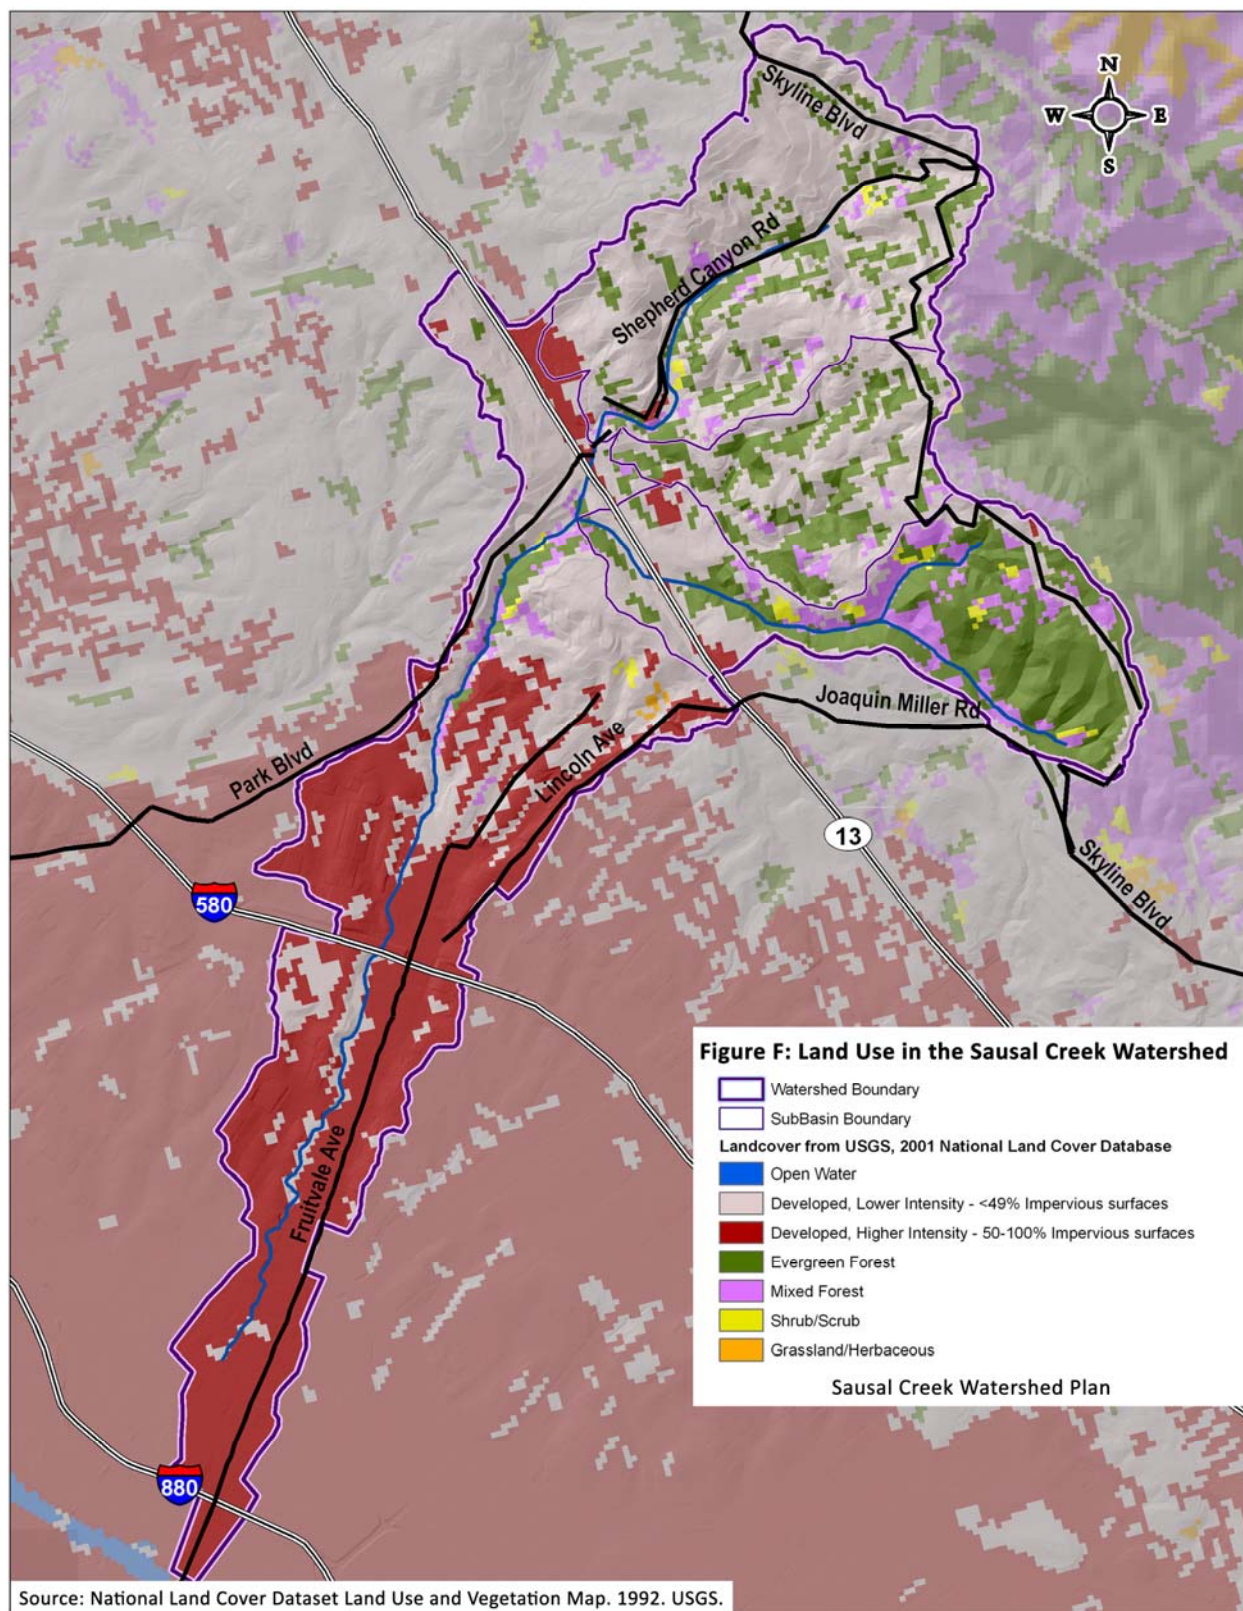 N
W E
S
Skyline Blvd
Shepherd Canyon Rd
Joaquin Miller Rd
Park Blvd
Lincoln Ave
13
Skyline Blvd
580
Fruitvale Ave
880
Figure F: Land Use in the Sausal Creek Watershed
Watershed Boundary
SubBasin Boundary
Landcover from USGS, 2001 National Land Cover Database
Open Water
Developed, Lower Intensity - <49% Impervious surfaces
Developed, Higher Intensity - 50-100% Impervious surfaces
Evergreen Forest
Mixed Forest
Shrub/Scrub
Grassland/Herbaceous
Sausal Creek Watershed Plan
Source: National Land Cover Dataset Land Use and Vegetation Map. 1992. USGS.